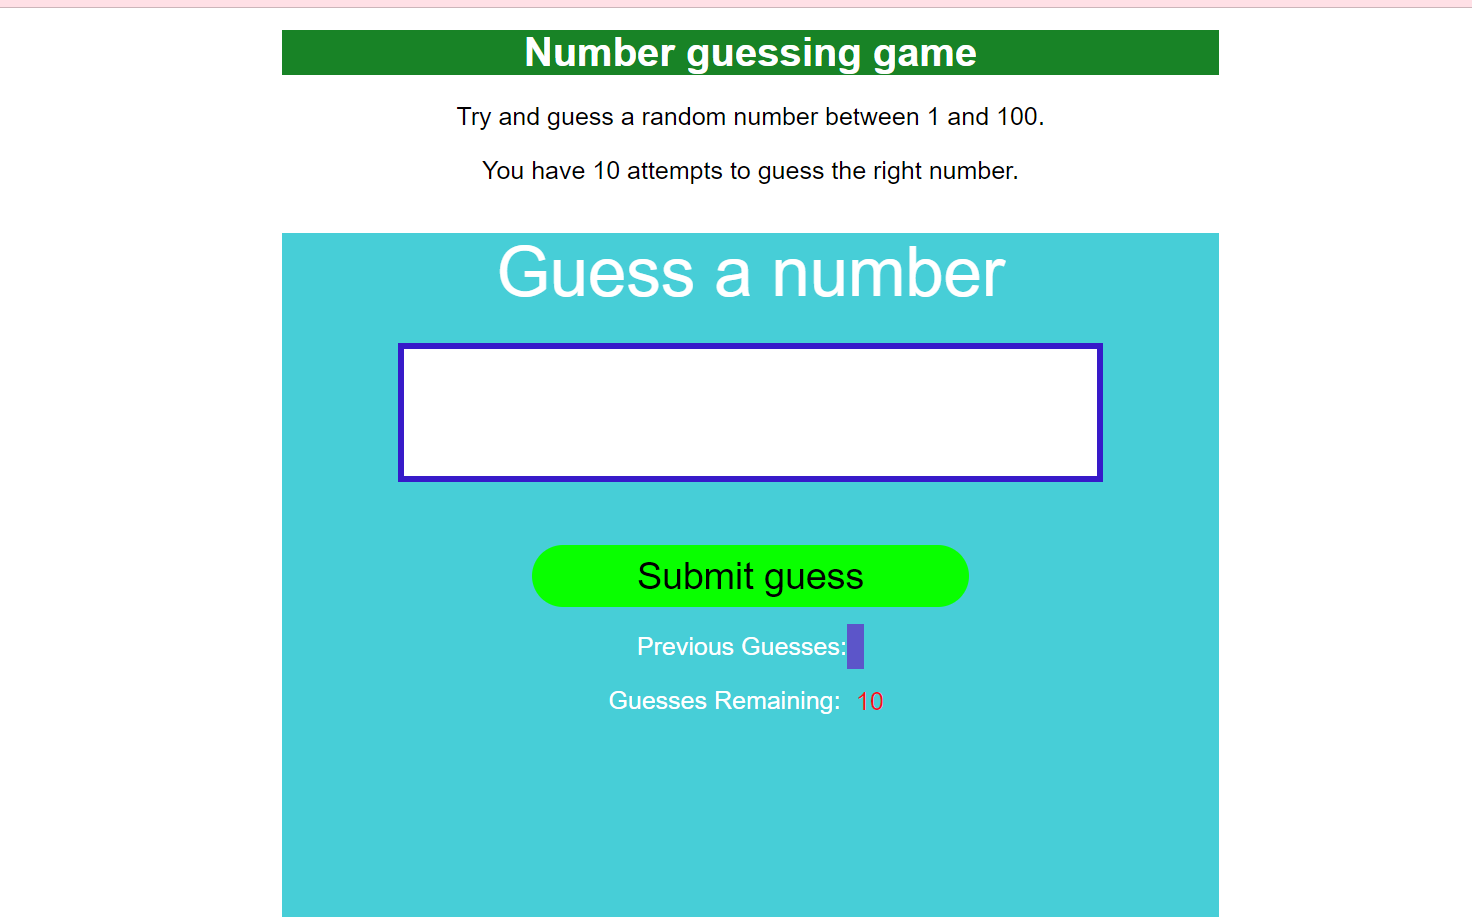 Number guessing game
Try and guess a random number between 1 and 100.
You have 10 attempts to guess the right number.
Guess a number
Submit guess
Previous Guesses:
Guesses Remaining: 10